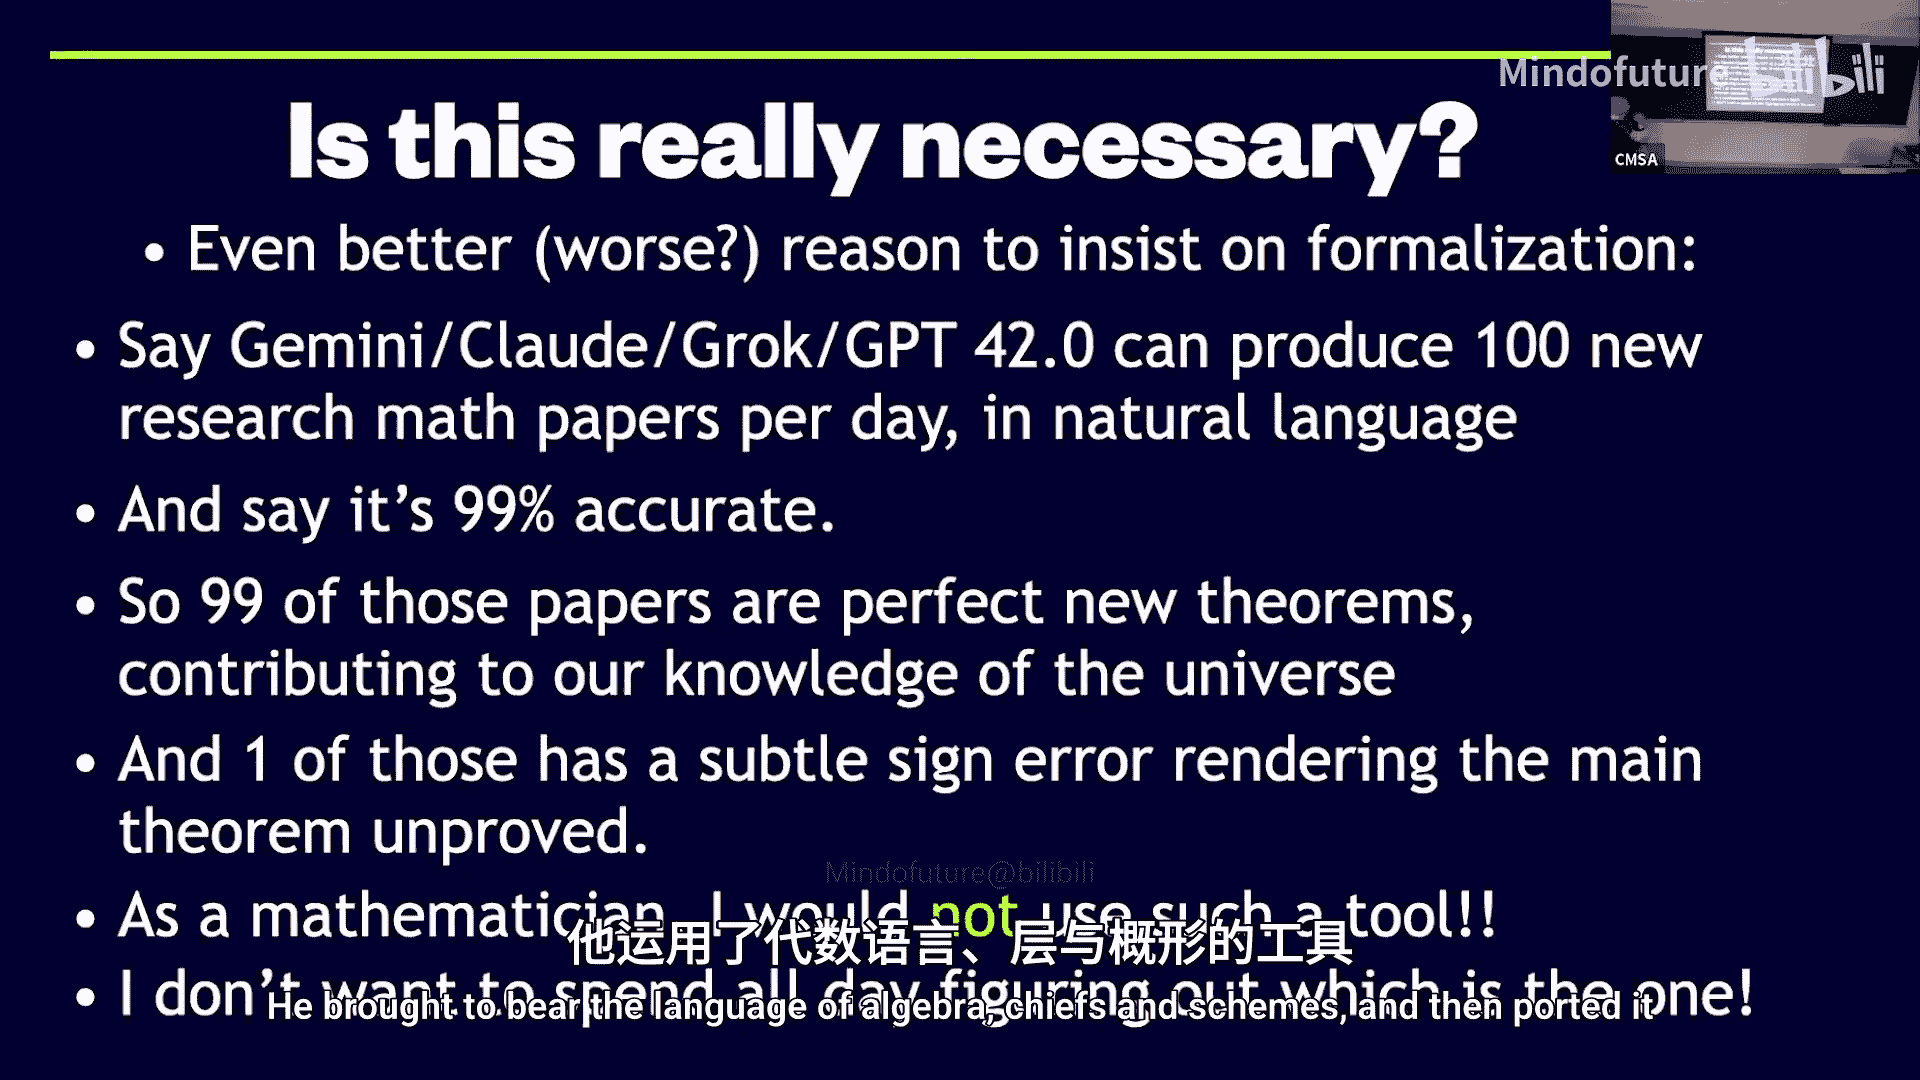 Mindofuture bilibili
CMSA
Is this really necessary?
• Even better (worse?) reason to insist on formalization:
• Say Gemini/Claude/Grok/GPT 42.0 can produce 100 new
research math papers per day, in natural language
• And say it’s 99% accurate.
• So 99 of those papers are perfect new theorems,
contributing to our knowledge of the universe
• And 1 of those has a subtle sign error rendering the main
theorem unproved.
Mindofuture@bilibili
• As a mathematician, I would not use such a tool!!
他运用了代数语言、层与概形的工具
• I don’t want to spend all day figuring out which is the one!
He brought to bear the language of algebra, chiefs and schemes, and then ported it